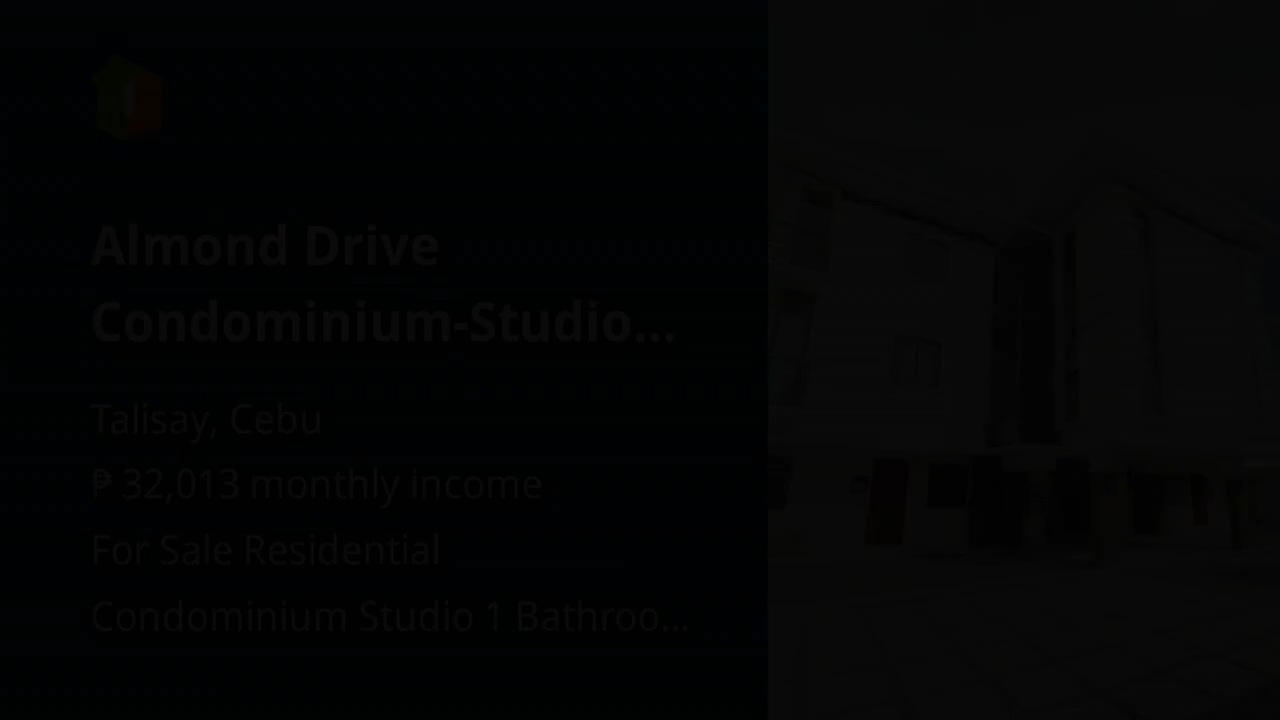 Almond Drive
Condominium-Studio...
Talisay, Cebu
₱ 32,013 monthly income
For Sale Residential
Condominium Studio 1 Bathroo...